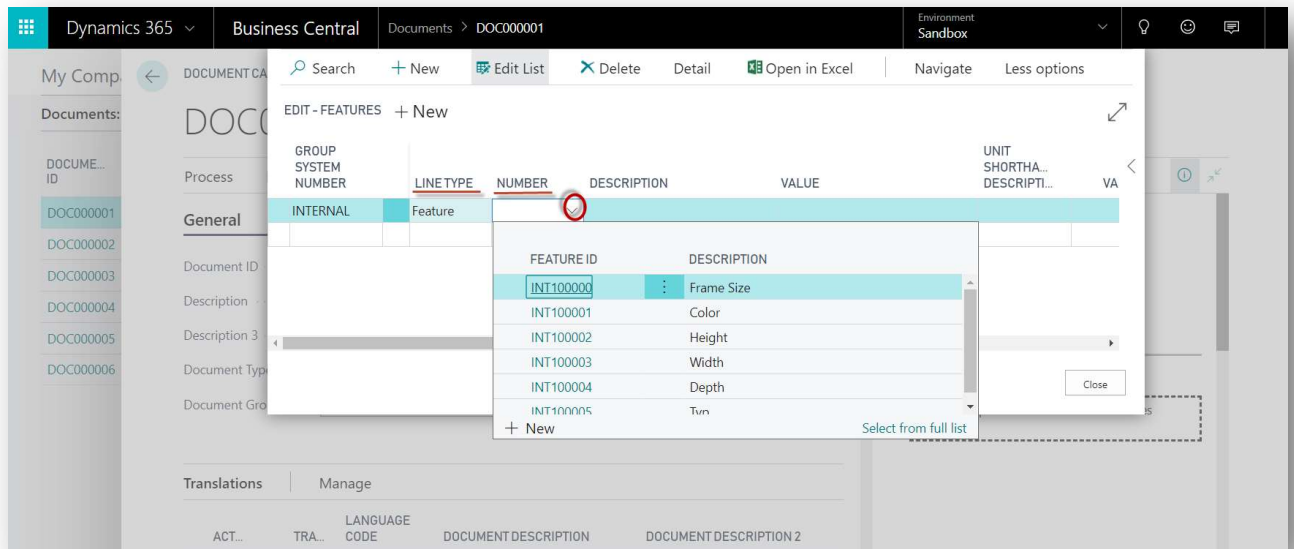 Dynamics 365
Business Central
Documents > DOC000001
Environment
Sandbox
My Comp
DOCUMENT CA
Search
+ New
Edit List
Delete
Detail
Open in Excel
Navigate
Less options
Documents:
DOC0
EDIT - FEATURES
+ New
DOCUME...
ID
Process
GROUP
SYSTEM
NUMBER
LINE TYPE
NUMBER
DESCRIPTION
VALUE
UNIT
SHORTHA...
DESCRIPTI...
VA
DOC000001
General
INTERNAL
Feature
DOC000002
DOC000003
DOC000004
DOC000005
DOC000006
Document ID
Description
Description 3
Document Typ
Document Gro
FEATURE ID
DESCRIPTION
INT100000
Frame Size
INT100001
Color
INT100002
Height
INT100003
Width
INT100004
Depth
INT100005
Typ
+ New
Select from full list
Close
es
Translations
Manage
ACT...
TRA...
LANGUAGE
CODE
DOCUMENT DESCRIPTION
DOCUMENT DESCRIPTION 2